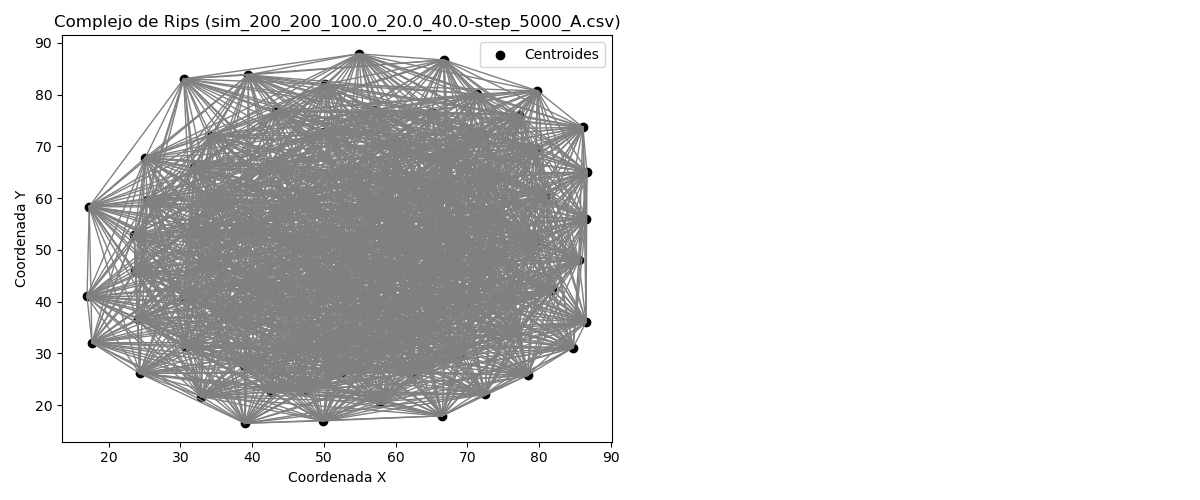 Complejo de Rips (sim_200_200_100.0_20.0_40.0-step_5000_A.csv)
Centroides
90
80
70
60
50
40
30
20
Coordenada Y
20 30 40 50 60 70 80 90
Coordenada X